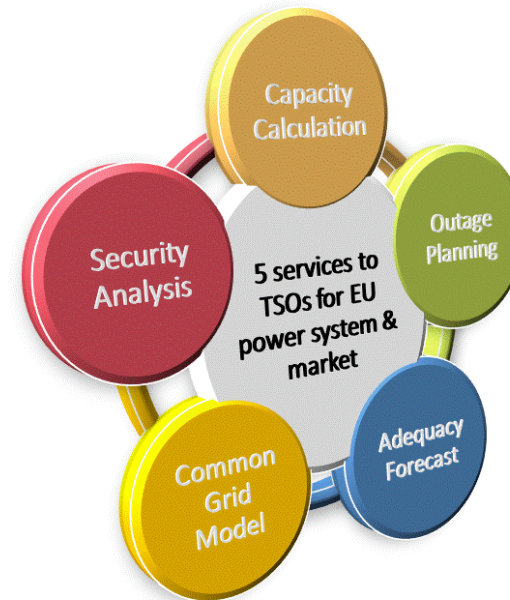 Capacity
Calculation
Outage
Planning
Security
Analysis
5 services to
TSOs for EU
power system &
market
Adequacy
Forecast
Common
Grid
Model